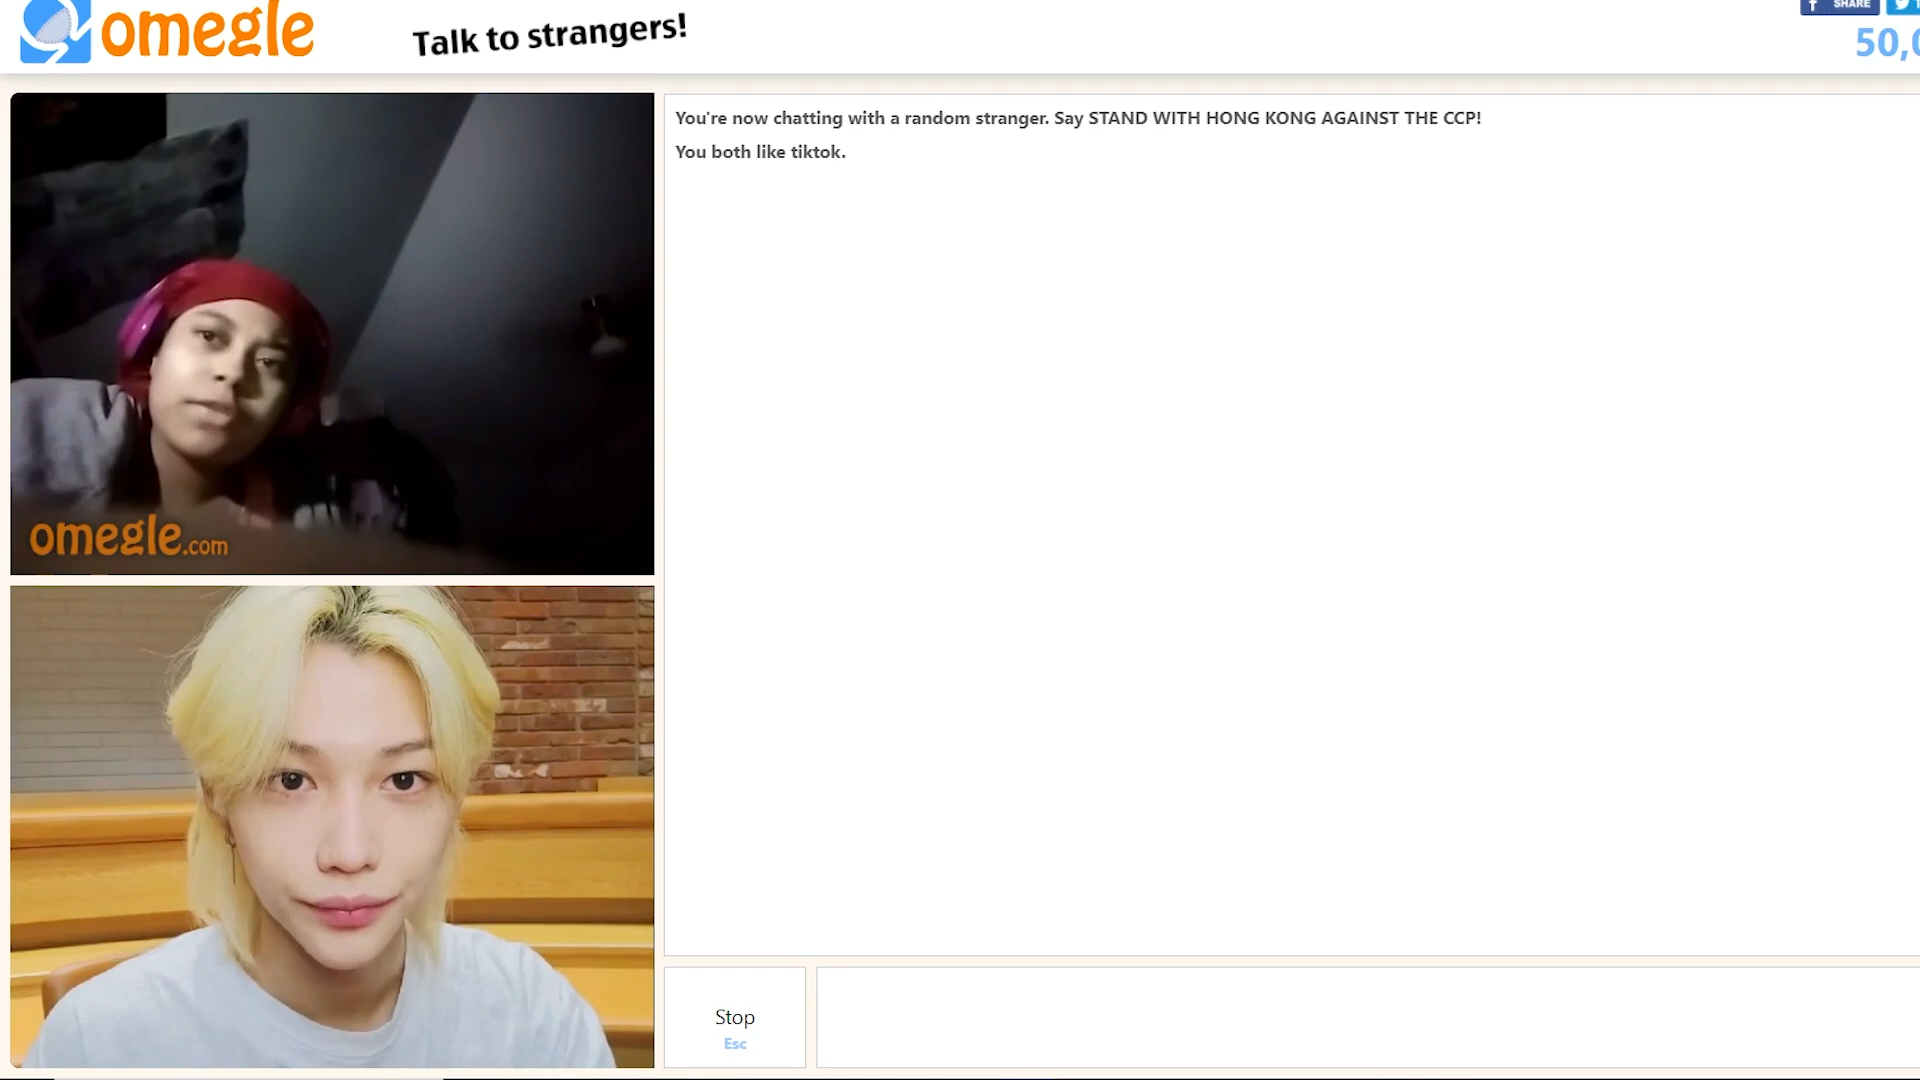 omegle
Talk to strangers!
SHARE
50,0
You're now chatting with a random stranger. Say STAND WITH HONG KONG AGAINST THE CCP!
You both like tiktok.
omegle.com
Stop
Esc